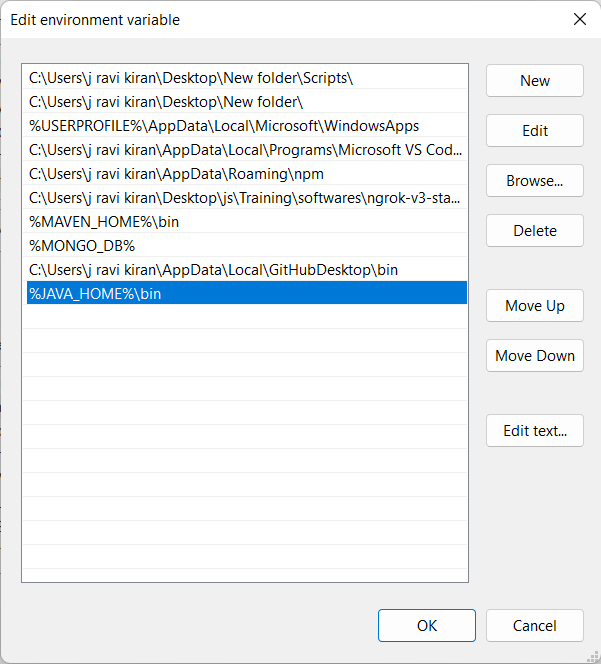 Edit environment variable
C:\Users\j ravi kiran\Desktop\New folder\Scripts\
New
C:\Users\j ravi kiran\Desktop\New folder\
%USERPROFILE%\AppData\Local\Microsoft\WindowsApps
Edit
C:\Users\j ravi kiran\AppData\Local\Programs\Microsoft VS Cod...
C:\Users\j ravi kiran\AppData\Roaming\npm
Browse...
C:\Users\j ravi kiran\Desktop\js\Training\softwares\ngrok-v3-sta...
%MAVEN_HOME%\bin
Delete
%MONGO_DB%
C:\Users\j ravi kiran\AppData\Local\GitHubDesktop\bin
%JAVA_HOME%\bin
Move Up
Move Down
Edit text...
OK
Cancel